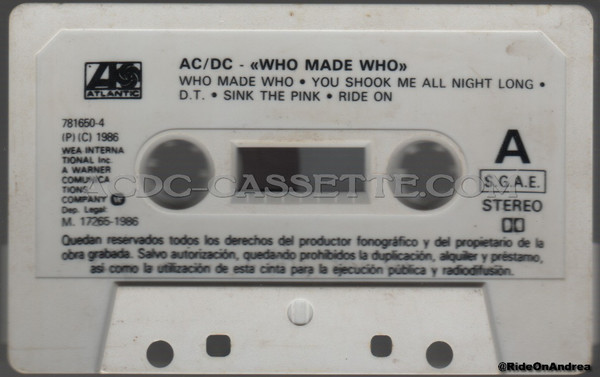 AC/DC - «WHO MADE WHO»
WHO MADE WHO • YOU SHOOK ME ALL NIGHT LONG •
D.T. • SINK THE PINK • RIDE ON
ATLANTIC
781650-4
(P) (C) 1986
WEA INTERNA
TIONAL Inc.
A WARNER
COMUNICA
TIONS
COMPANY
Dep. Legal:
M. 17265-1986
A
S.G.A.E.
STEREO
ACDC-CASSETTE.COM
Quedan reservados todos los derechos del productor fonográfico y del propietario de la
obra grabada. Salvo autorización, quedando prohibidos la duplicación, alquiler y préstamo,
así como la utilización de esta cinta para la ejecución pública y radiodifusión.
@RideOnAndrea